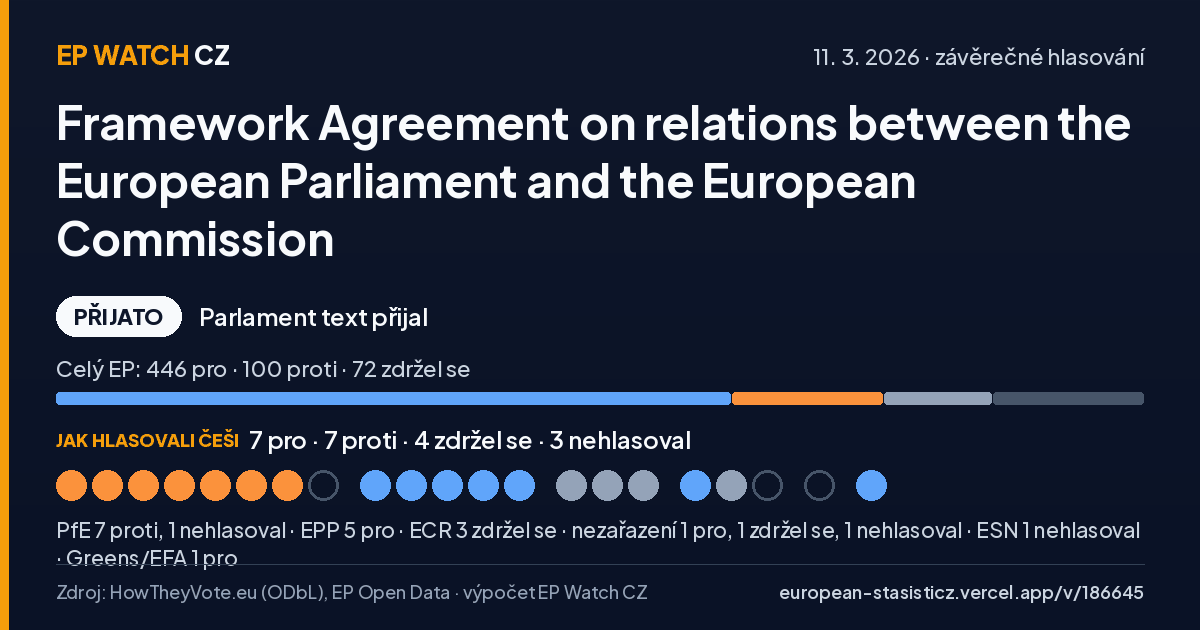 EP WATCH CZ
11. 3. 2026 · závěrečné hlasování
Framework Agreement on relations between the
European Parliament and the European
Commission
PŘIJATO Parlament text přijal
Celý EP: 446 pro · 100 proti · 72 zdržel se
JAK HLASOVALI ČEŠI 7 pro · 7 proti · 4 zdržel se · 3 nehlasoval
PfE 7 proti, 1 nehlasoval · EPP 5 pro · ECR 3 zdržel se · nezařazení 1 pro, 1 zdržel se, 1 nehlasoval · ESN 1 nehlasoval
· Greens/EFA 1 pro
Zdroj: HowTheyVote.eu (ODbL), EP Open Data · výpočet EP Watch CZ
european-stasisticz.vercel.app/v/186645